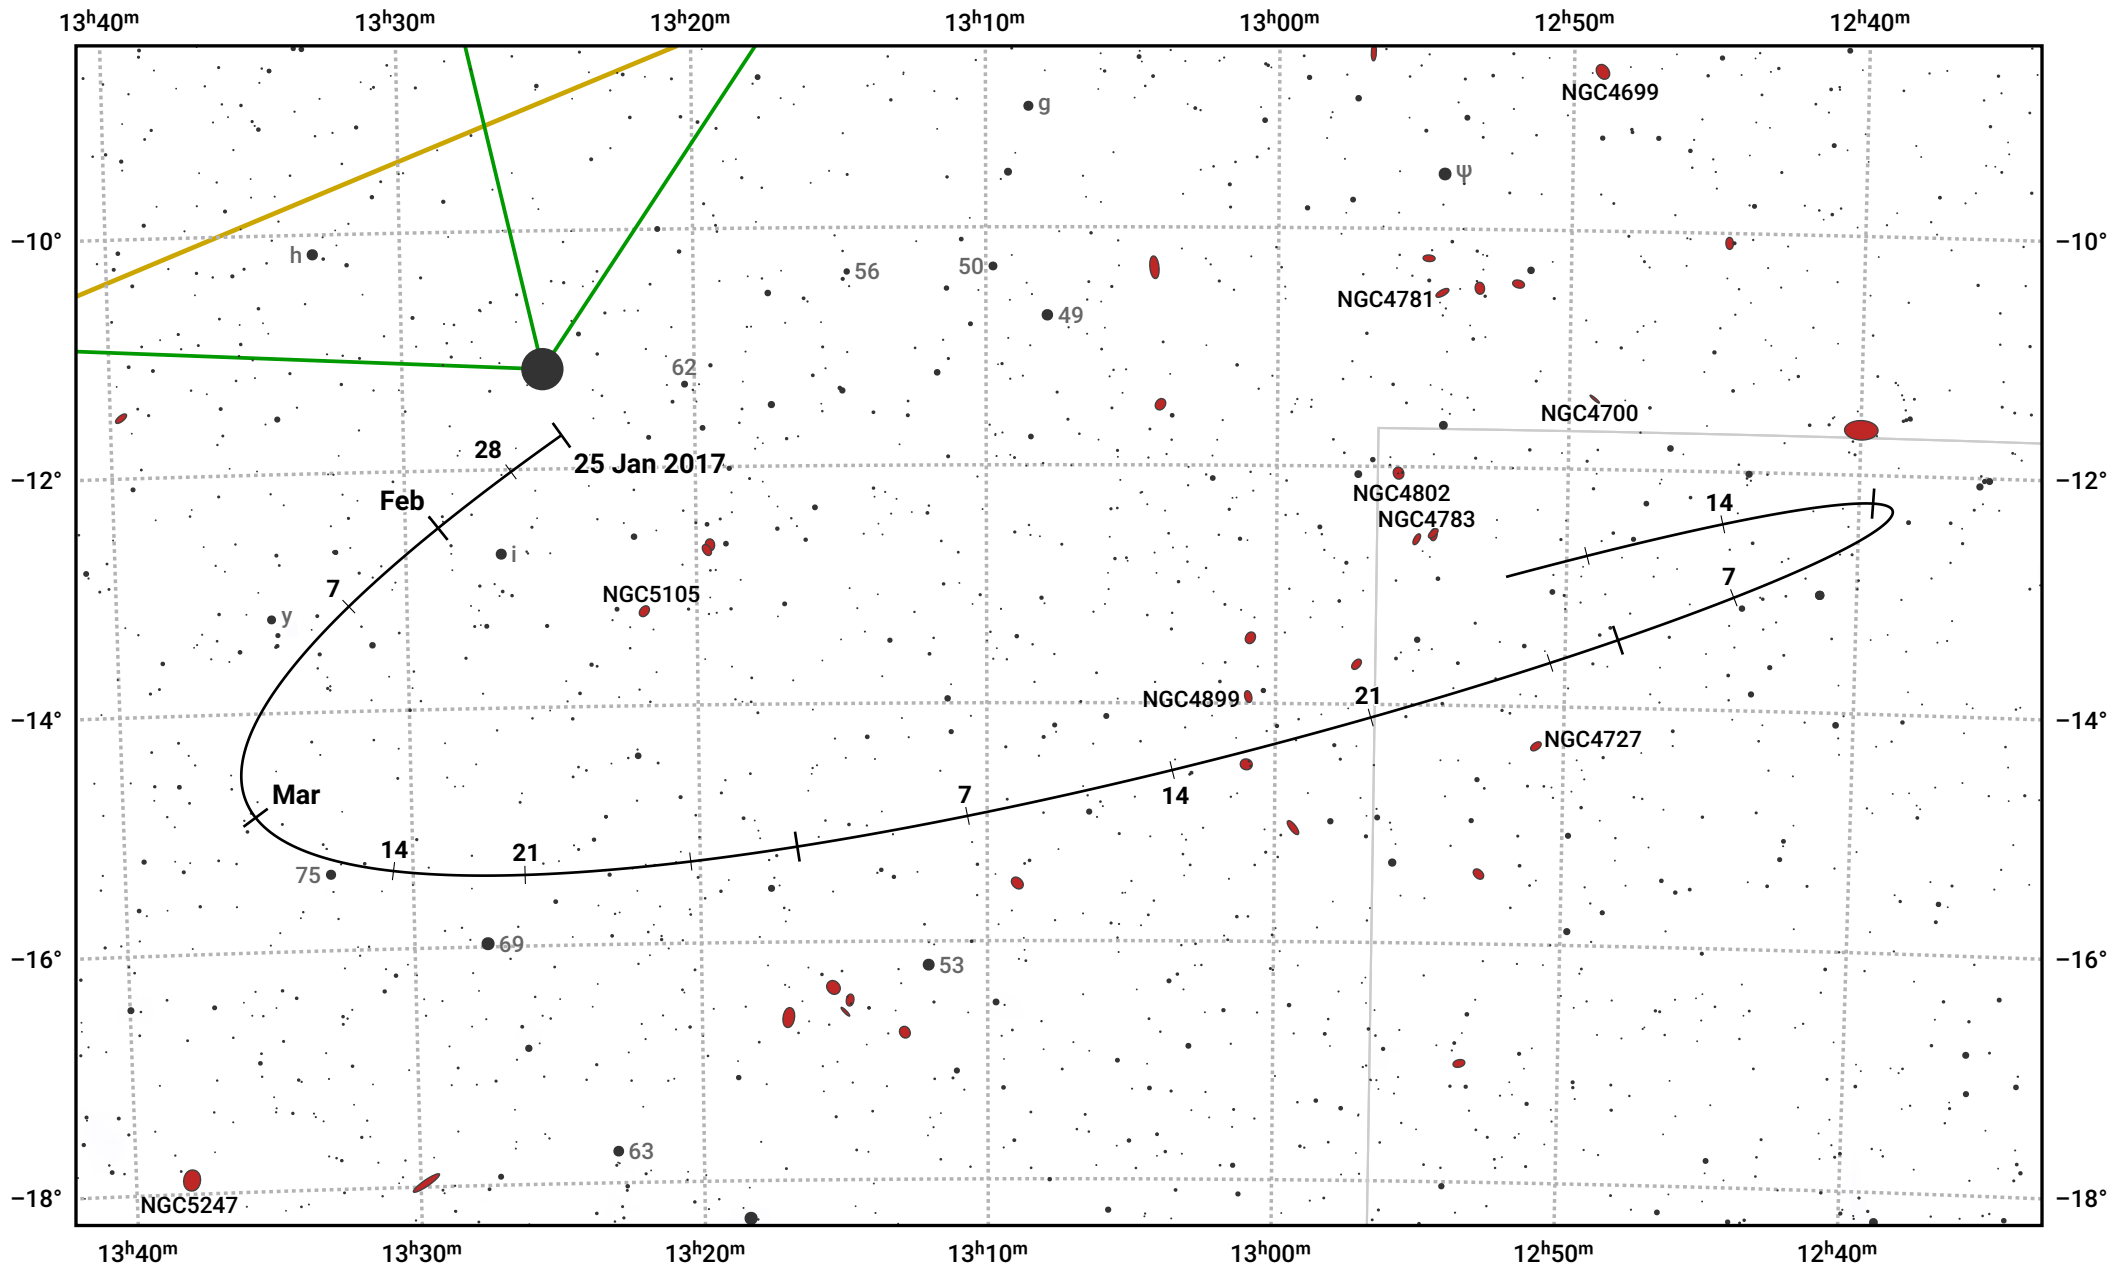 13ʰ40ᵐ 13ʰ30ᵐ 13ʰ20ᵐ 13ʰ10ᵐ 13ʰ00ᵐ 12ʰ50ᵐ 12ʰ40ᵐ
NGC4699
g
ψ
−10° −10°
h
56
50
NGC4781
49
62
NGC4700
28
25 Jan 2017
−12° −12°
NGC4802
Feb
14
NGC4783
i
7
7
NGC5105
y
21
NGC4899
−14° −14°
NGC4727
Mar
7
14
14
21
75
69
53
−16° −16°
63
−18° −18°
NGC5247
13ʰ40ᵐ 13ʰ30ᵐ 13ʰ20ᵐ 13ʰ10ᵐ 13ʰ00ᵐ 12ʰ50ᵐ 12ʰ40ᵐ